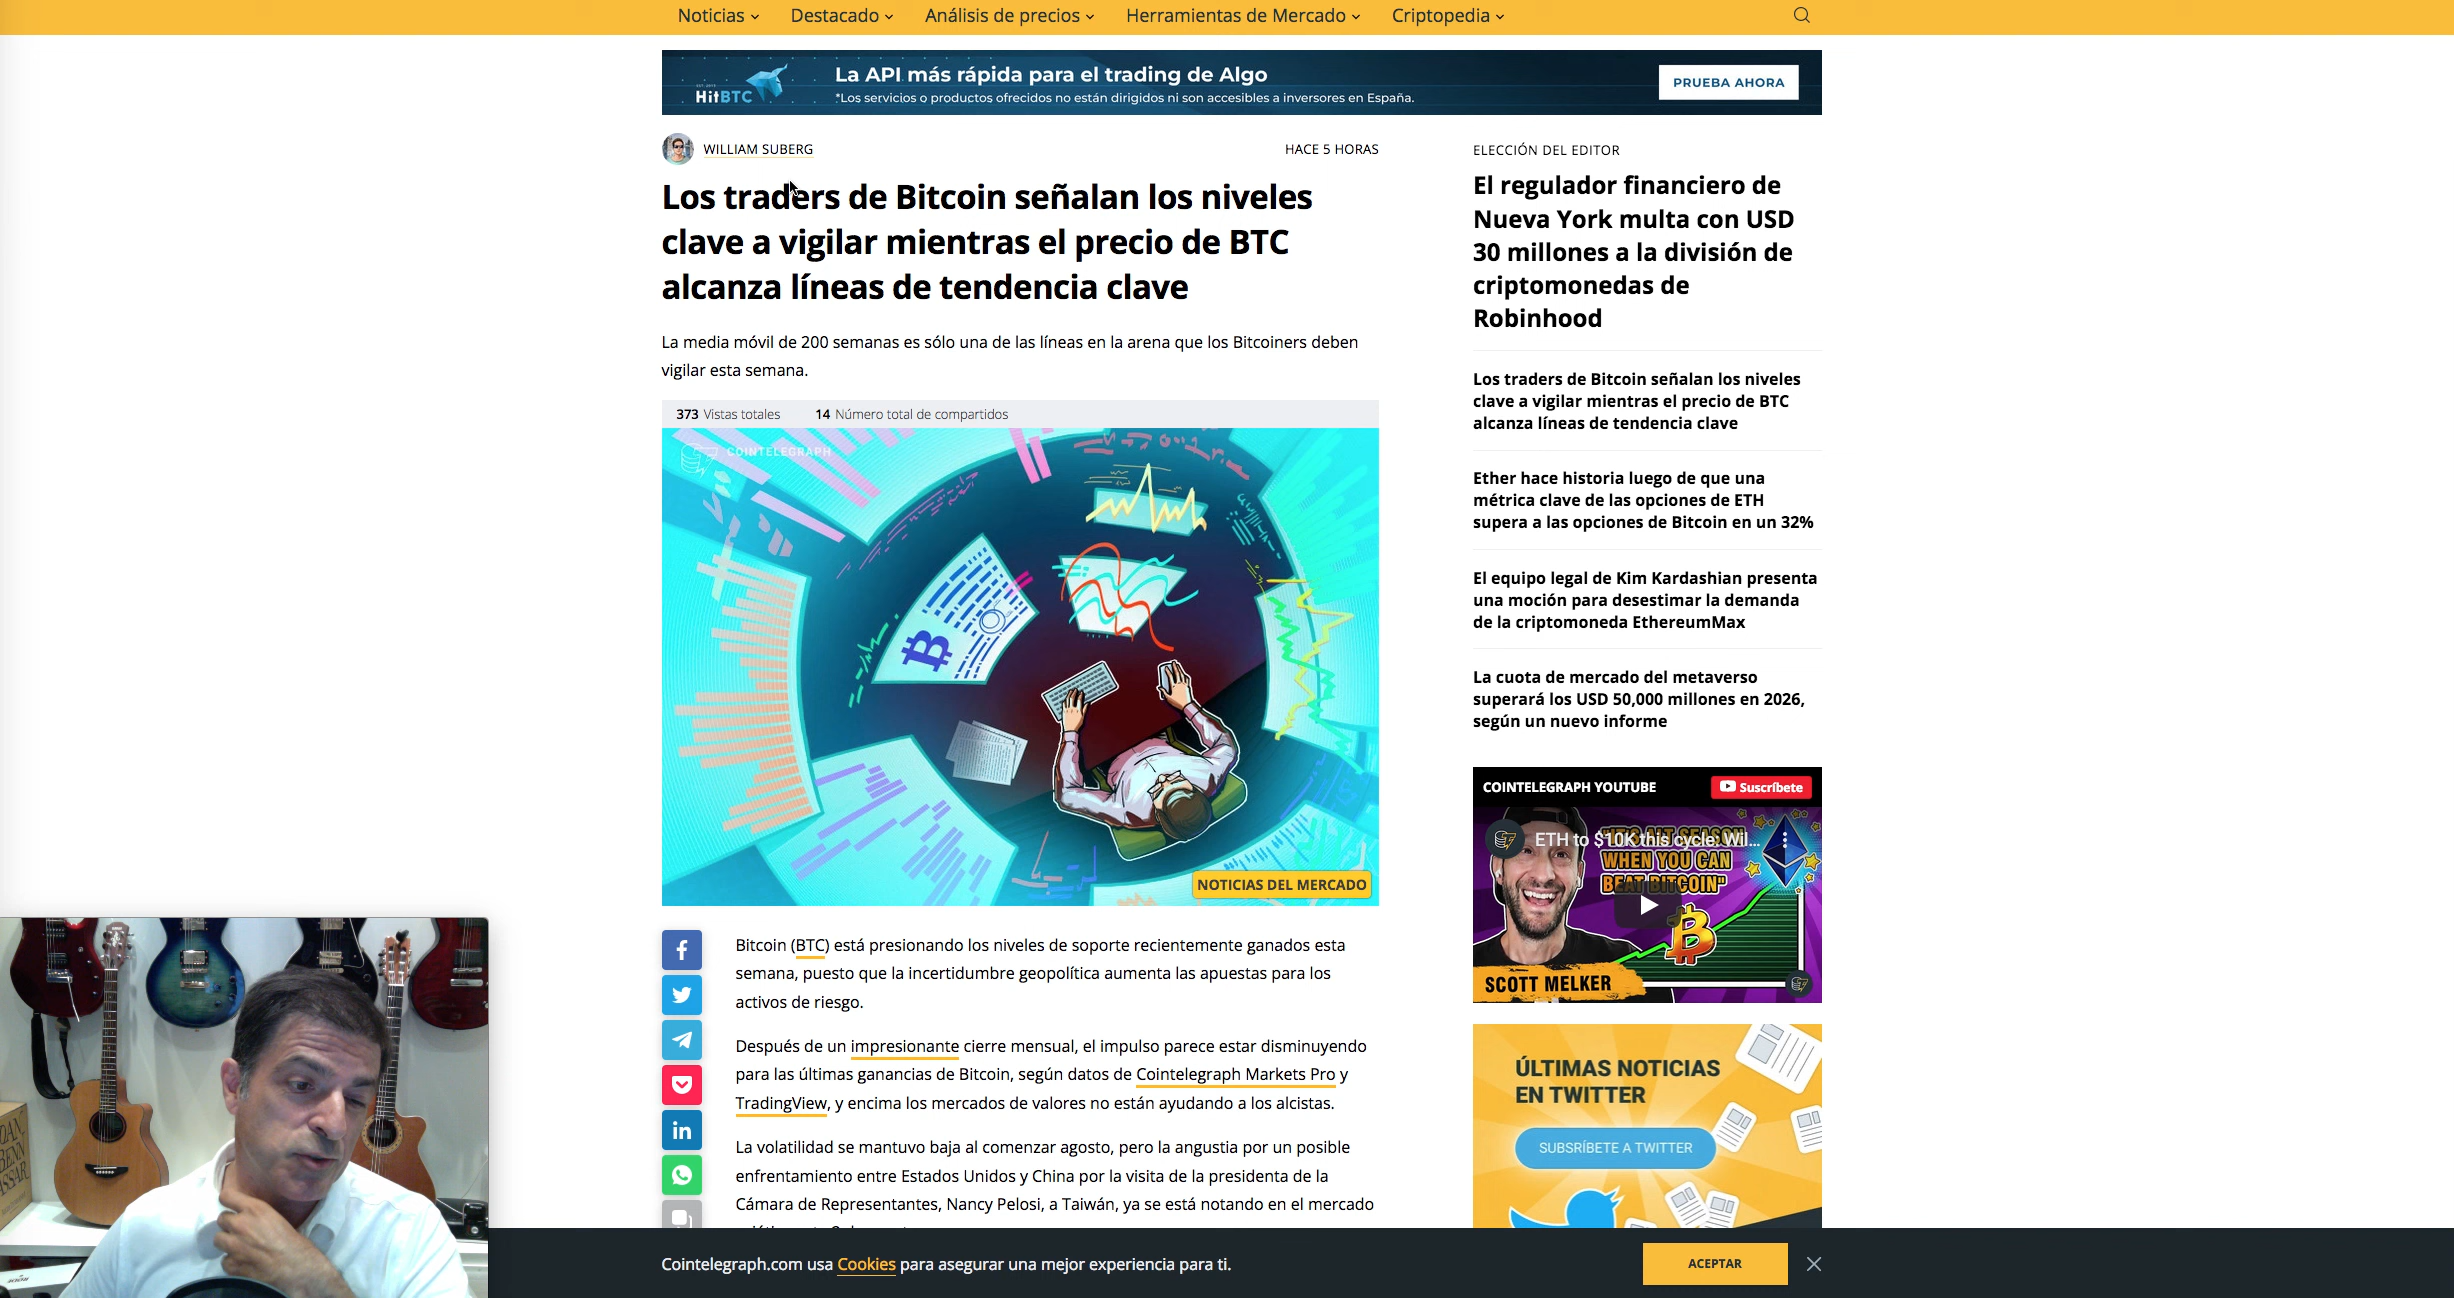 Noticias
Destacado
Análisis de precios
Herramientas de Mercado
Criptopedia
HitBTC
La API más rápida para el trading de Algo
*Los servicios o productos ofrecidos no están dirigidos ni son accesibles a inversores en España.
PRUEBA AHORA
WILLIAM SUBERG
HACE 5 HORAS
Los traders de Bitcoin señalan los niveles
clave a vigilar mientras el precio de BTC
alcanza líneas de tendencia clave
La media móvil de 200 semanas es sólo una de las líneas en la arena que los Bitcoiners deben
vigilar esta semana.
373 Vistas totales
14 Número total de compartidos
COINTELEGRAPH
NOTICIAS DEL MERCADO
Bitcoin (BTC) está presionando los niveles de soporte recientemente ganados esta
semana, puesto que la incertidumbre geopolítica aumenta las apuestas para los
activos de riesgo.
Después de un impresionante cierre mensual, el impulso parece estar disminuyendo
para las últimas ganancias de Bitcoin, según datos de Cointelegraph Markets Pro y
TradingView, y encima los mercados de valores no están ayudando a los alcistas.
La volatilidad se mantuvo baja al comenzar agosto, pero la angustia por un posible
enfrentamiento entre Estados Unidos y China por la visita de la presidenta de la
Cámara de Representantes, Nancy Pelosi, a Taiwán, ya se está notando en el mercado
ELECCIÓN DEL EDITOR
El regulador financiero de
Nueva York multa con USD
30 millones a la división de
criptomonedas de
Robinhood
Los traders de Bitcoin señalan los niveles
clave a vigilar mientras el precio de BTC
alcanza líneas de tendencia clave
Ether hace historia luego de que una
métrica clave de las opciones de ETH
supera a las opciones de Bitcoin en un 32%
El equipo legal de Kim Kardashian presenta
una moción para desestimar la demanda
de la criptomoneda EthereumMax
La cuota de mercado del metaverso
superará los USD 50,000 millones en 2026,
según un nuevo informe
COINTELEGRAPH YOUTUBE
Suscríbete
ETH to $10K this cycle: Wil...
"IT'S ALT SEASON
WHEN YOU CAN
BEAT BITCOIN"
SCOTT MELKER
ÚLTIMAS NOTICIAS
EN TWITTER
SUBSRÍBETE A TWITTER
Cointelegraph.com usa Cookies para asegurar una mejor experiencia para ti.
ACEPTAR